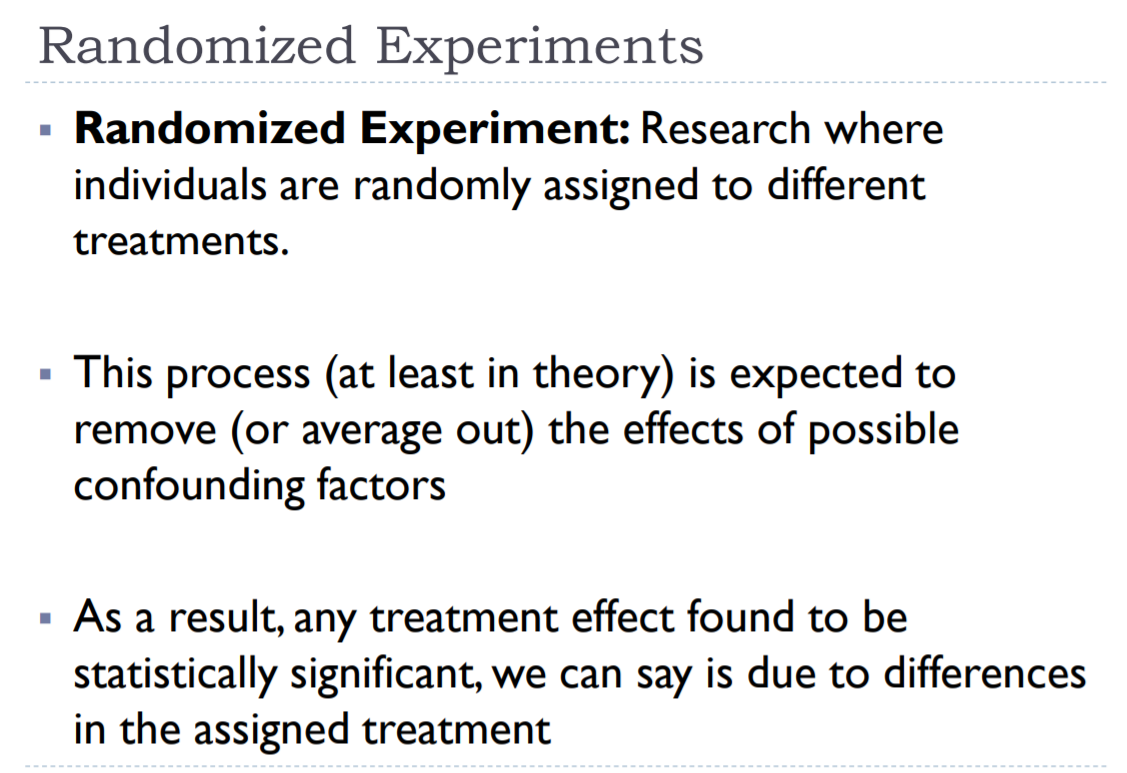 Randomized Experiments
▪ Randomized Experiment: Research where
individuals are randomly assigned to different
treatments.
▪ This process (at least in theory) is expected to
remove (or average out) the effects of possible
confounding factors
▪ As a result, any treatment effect found to be
statistically significant, we can say is due to differences
in the assigned treatment